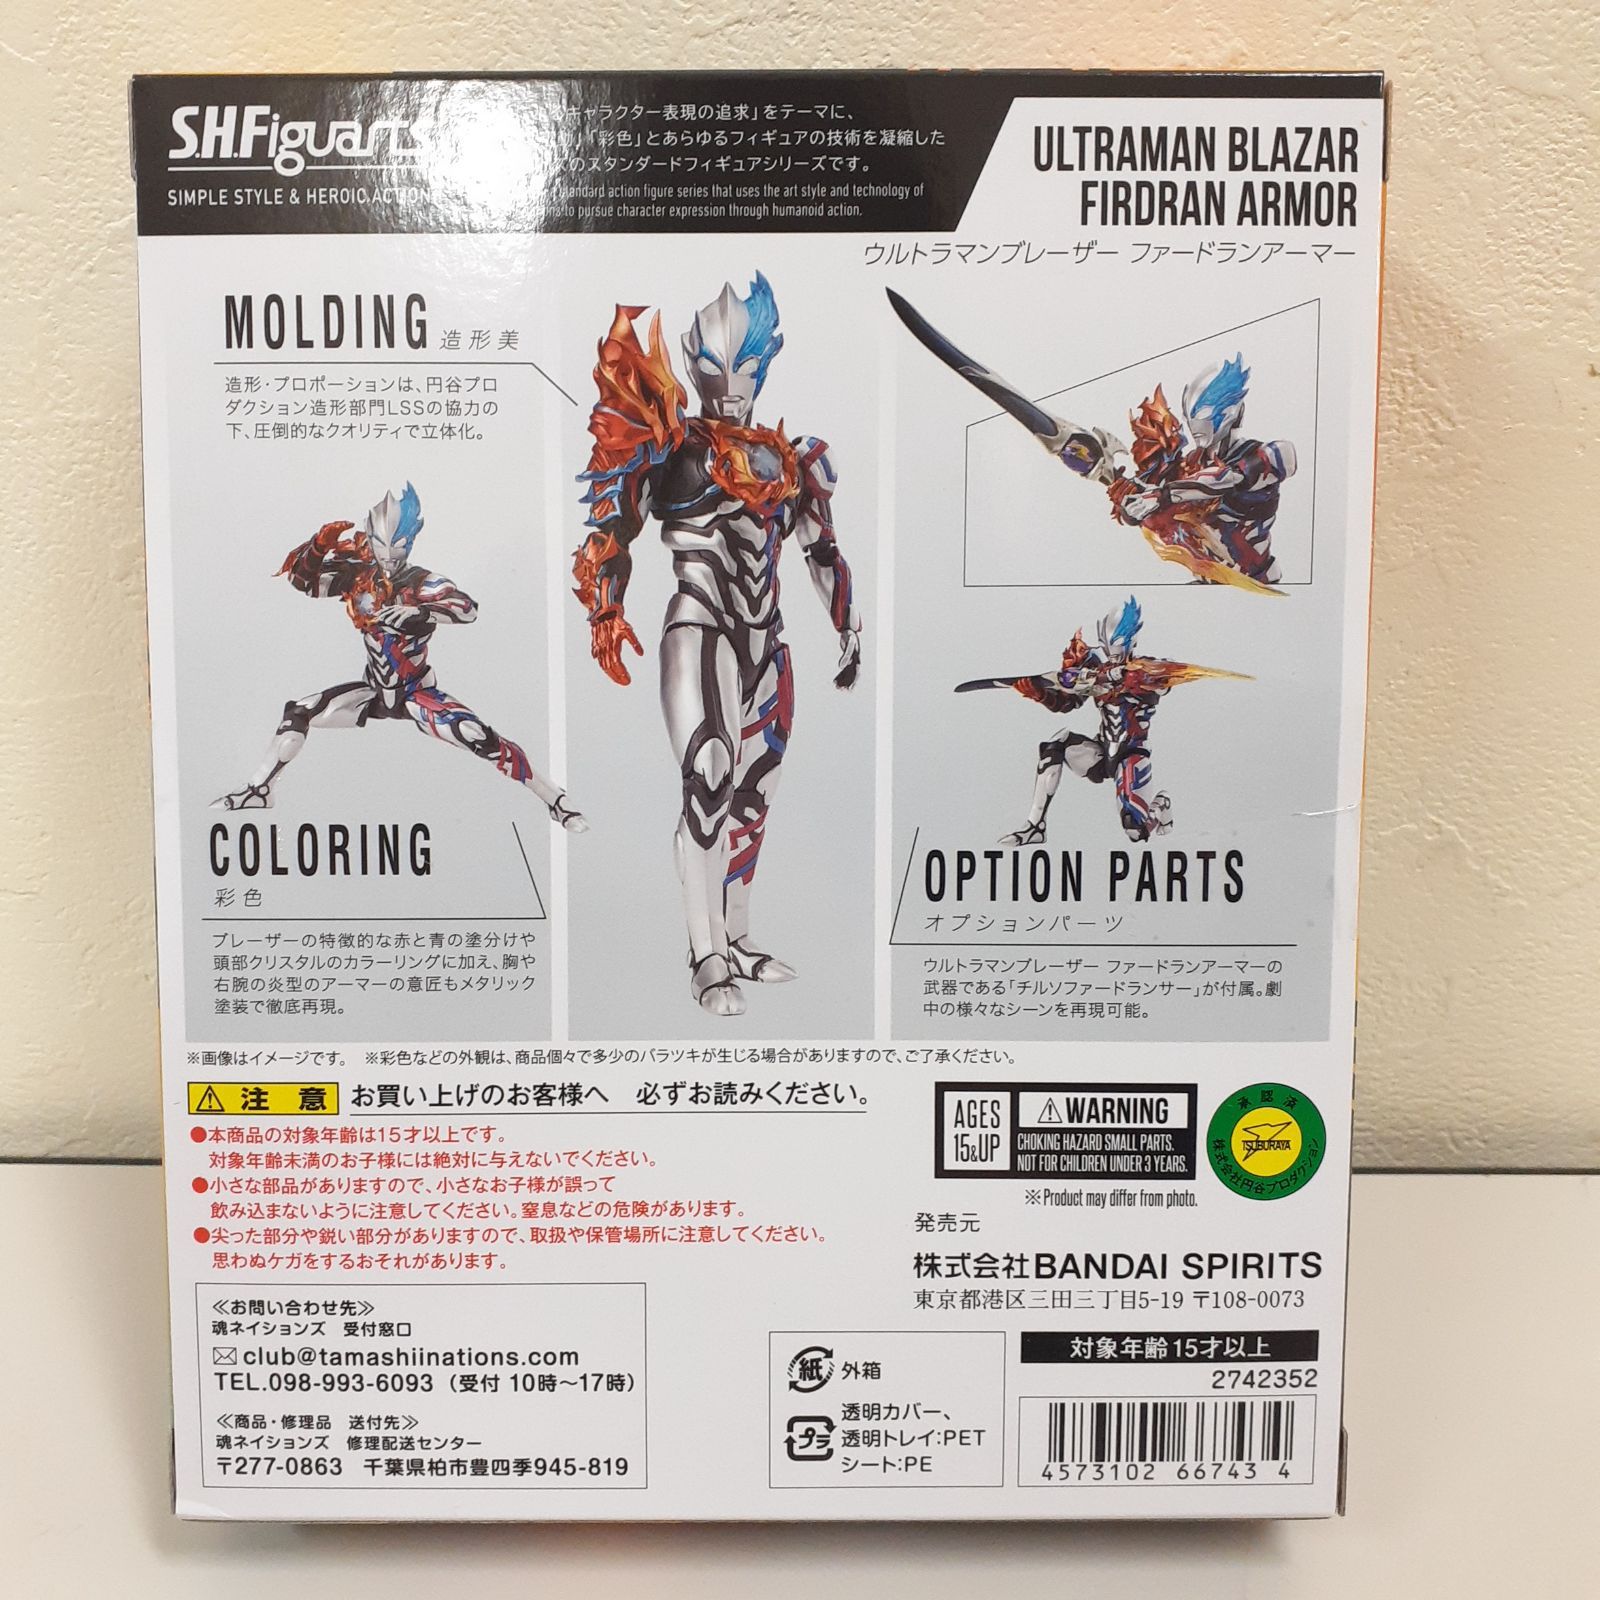 S.H.Figuarts
SIMPLE STYLE & HEROIC ACTION
キャラクター表現の追求」をテーマに、
「彩色」とあらゆるフィギュアの技術を凝縮した
のスタンダードフィギュアシリーズです。
standard action figure series that uses the art style and technology of
to pursue character expression through humanoid action.
ULTRAMAN BLAZAR
FIRDRAN ARMOR
ウルトラマンブレーザー ファードランアーマー
MOLDING 造形美
造形・プロポーションは、円谷プロ
ダクション造形部門LSSの協力の
下、圧倒的なクオリティで立体化。
COLORING
彩色
ブレーザーの特徴的な赤と青の塗分けや
頭部クリスタルのカラーリングに加え、胸や
右腕の炎型のアーマーの意匠もメタリック
塗装で徹底再現。
OPTION PARTS
オプションパーツ
ウルトラマンブレーザー ファードランアーマーの
武器である「チルソファードランサー」が付属。劇
中の様々なシーンを再現可能。
※画像はイメージです。 ※彩色などの外観は、商品個々で多少のバラツキが生じる場合がありますので、ご了承ください。
注意 お買い上げのお客様へ 必ずお読みください。
●本商品の対象年齢は15才以上です。
対象年齢未満のお子様には絶対に与えないでください。
●小さな部品がありますので、小さなお子様が誤って
飲み込まないように注意してください。窒息などの危険があります。
●尖った部分や鋭い部分がありますので、取扱や保管場所に注意してください。
思わぬケガをするおそれがあります。
≪お問い合わせ先≫
魂ネイションズ 受付窓口
club@tamashiinations.com
TEL.098-993-6093（受付 10時～17時）
≪商品・修理品 送付先≫
魂ネイションズ 修理配送センター
〒277-0863 千葉県柏市豊四季945-819
AGES
15&UP
WARNING
CHOKING HAZARD SMALL PARTS.
NOT FOR CHILDREN UNDER 3 YEARS.
※Product may differ from photo.
承認済
TSUBURAYA
株式会社円谷プロダクション
発売元
株式会社BANDAI SPIRITS
東京都港区三田三丁目5-19 〒108-0073
紙 外箱
プラ
透明カバー、
透明トレイ:PET
シート:PE
対象年齢15才以上
2742352
4573102 66743 4